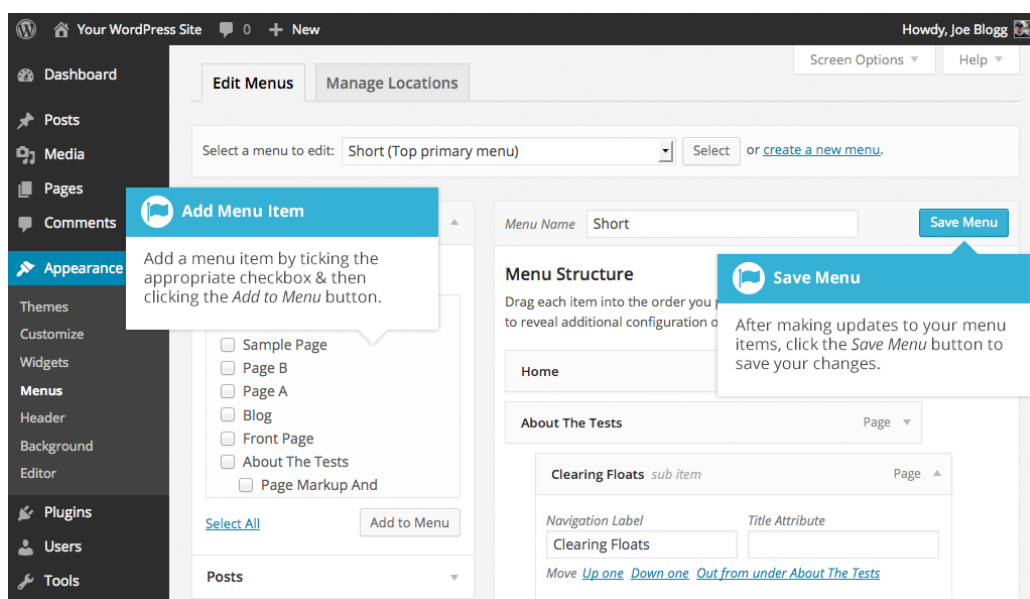 Your WordPress Site 0 + New
Howdy, Joe Blogg
Dashboard
Posts
Media
Pages
Comments
Appearance
Themes
Customize
Widgets
Menus
Header
Background
Editor
Plugins
Users
Tools
Screen Options ▼
Help ▼
Edit Menus
Manage Locations
Select a menu to edit: Short (Top primary menu) Select or create a new menu.
Add Menu Item
Add a menu item by ticking the
appropriate checkbox & then
clicking the Add to Menu button.
Sample Page
Page B
Page A
Blog
Front Page
About The Tests
Page Markup And
Select All
Add to Menu
Posts
Menu Name Short
Save Menu
Menu Structure
Drag each item into the order you
to reveal additional configuration
Save Menu
After making updates to your menu
items, click the Save Menu button to
save your changes.
Home
About The Tests Page
Clearing Floats sub item Page
Navigation Label Title Attribute
Clearing Floats
Move Up one Down one Out from under About The Tests